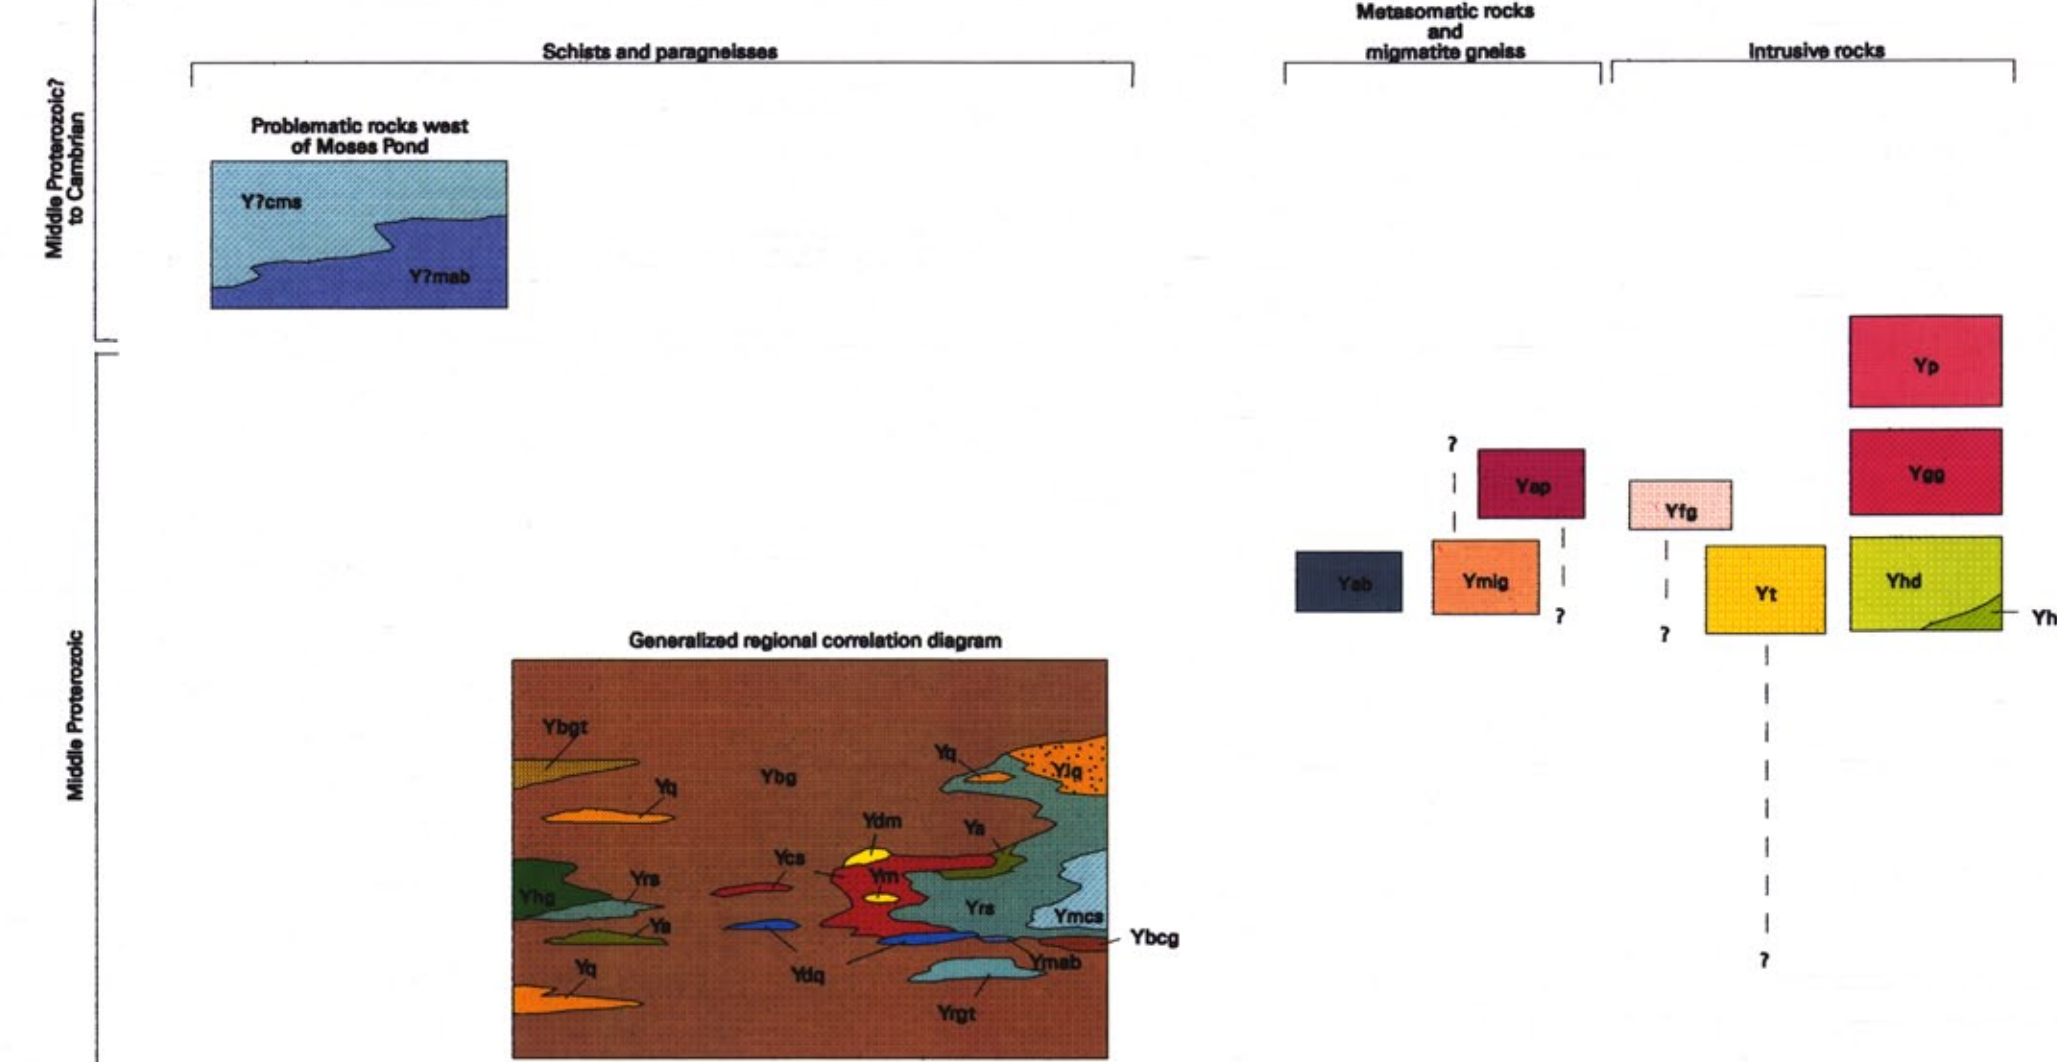 Metasomatic rocks
and
migmatite gneiss
Schists and paragneisses
Intrusive rocks
Middle Proterozoic?
to Cambrian
Problematic rocks west
of Moses Pond
Y?cms
Y?mab
Yp
?
Yap
Ygg
Yfg
Yab
Ymig
Yt
Yhd
Yh
?
?
Middle Proterozoic
Generalized regional correlation diagram
Ybgt
Yq
Ybg
Yq
Yjq
Ydm
Ya
Ycs
Ym
Yrs
Yhg
Yrs
Ymcs
Ya
Ybcg
Ymab
Yq
Ydq
Yrgt
?